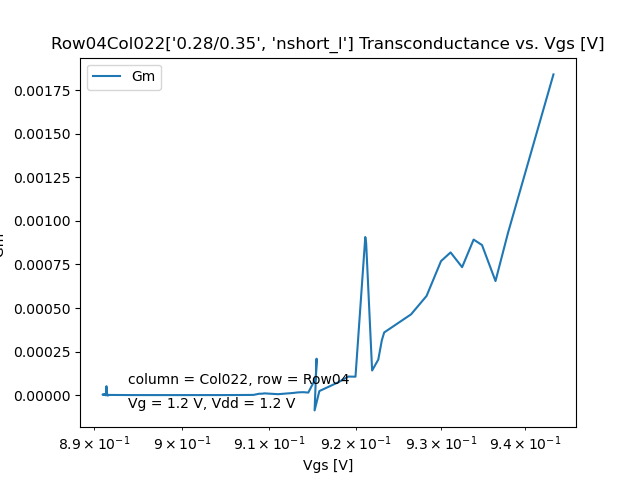 Row04Col022['0.28/0.35', 'nshort_l'] Transconductance vs. Vgs [V]
Gm
0.00175
0.00150
0.00125
0.00100
0.00075
0.00050
0.00025
0.00000
Gm
column = Col022, row = Row04
Vg = 1.2 V, Vdd = 1.2 V
8.9 × 10⁻¹ 9 × 10⁻¹ 9.1 × 10⁻¹ 9.2 × 10⁻¹ 9.3 × 10⁻¹ 9.4 × 10⁻¹
Vgs [V]